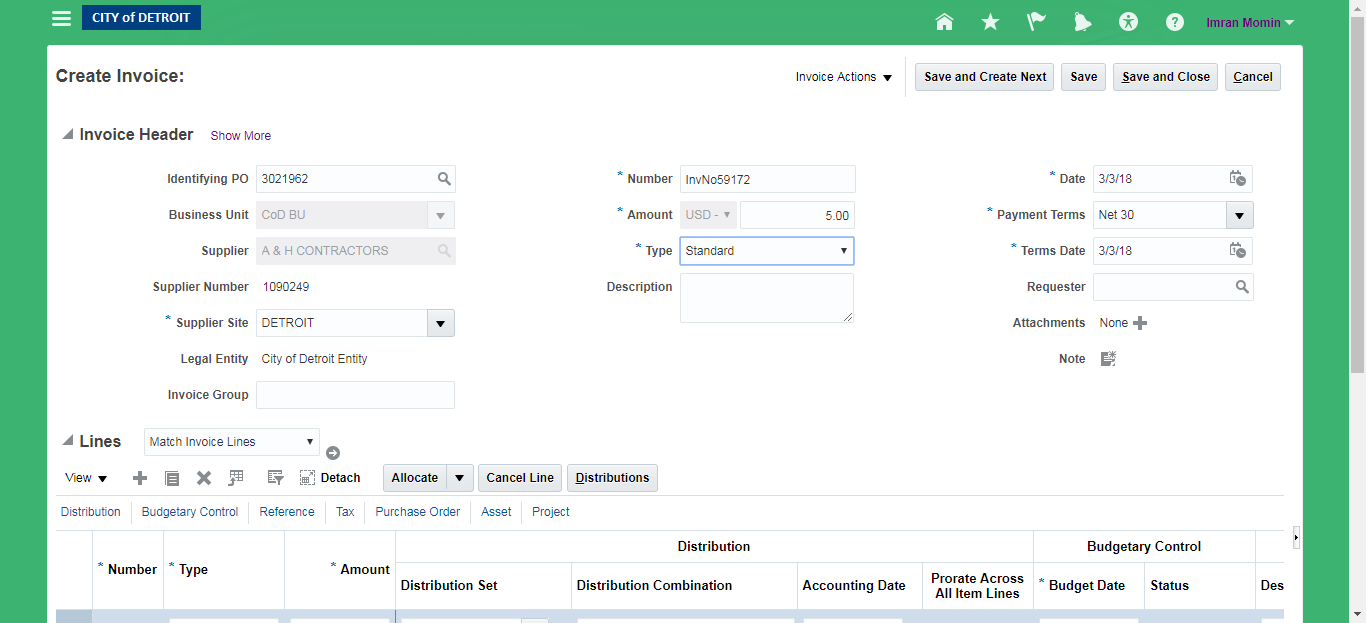 CITY of DETROIT
Imran Momin
Create Invoice:
Invoice Actions
Save and Create Next
Save
Save and Close
Cancel
Invoice Header Show More
Identifying PO 3021962
* Number InvNo59172
* Date 3/3/18
Business Unit CoD BU
* Amount USD - 5.00
* Payment Terms Net 30
Supplier A & H CONTRACTORS
* Type Standard
* Terms Date 3/3/18
Supplier Number 1090249
Description
Requester
* Supplier Site DETROIT
Attachments None
Legal Entity City of Detroit Entity
Note
Invoice Group
Lines Match Invoice Lines
View Detach Allocate Cancel Line Distributions
Distribution Budgetary Control Reference Tax Purchase Order Asset Project
Distribution Budgetary Control
* Number * Type * Amount
Distribution Set Distribution Combination Accounting Date Prorate Across
All Item Lines
* Budget Date Status Des